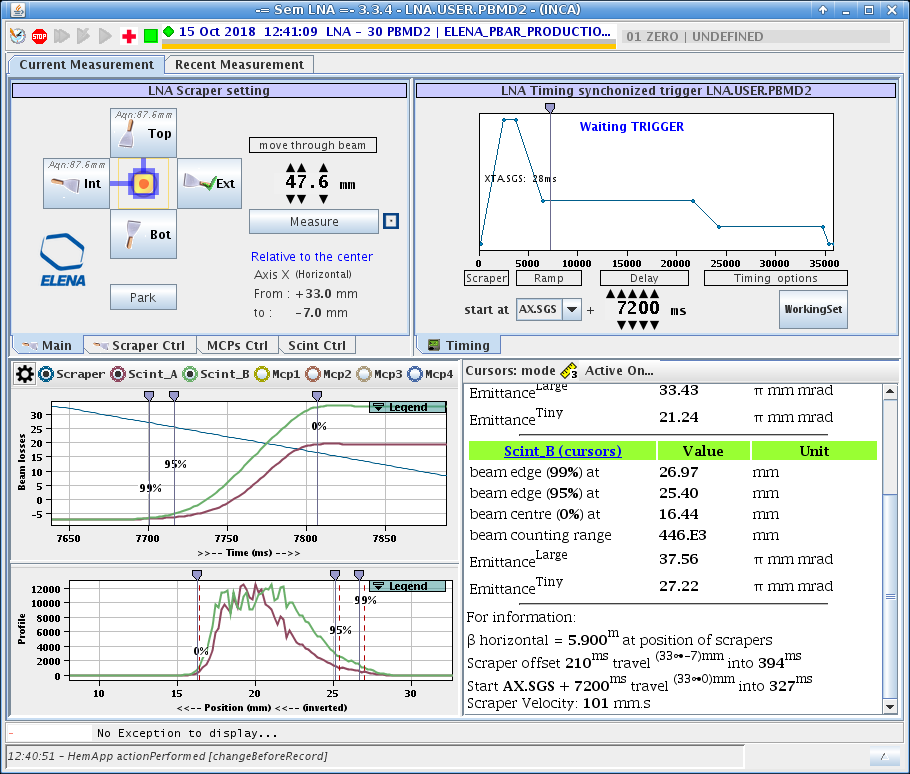 -= Sem LNA =- 3.3.4 - LNA.USER.PBMD2 - (INCA)
STOP
15 Oct 2018 12:41:09 LNA - 30 PBMD2 | ELENA_PBAR_PRODUCTIO...
01 ZERO | UNDEFINED
Current Measurement
Recent Measurement
LNA Scraper setting
Aqn:87.6mm
Top
Aqn:87.6mm
Int
Ext
Bot
ELENA
Park
move through beam
47.6 mm
Measure
Relative to the center
Axis X (Horizontal)
From : +33.0 mm
to : -7.0 mm
Main
Scraper Ctrl
MCPs Ctrl
Scint Ctrl
LNA Timing synchonized trigger LNA.USER.PBMD2
Waiting TRIGGER
XTA.SGS: 28ms
0 5000 10000 15000 20000 25000 30000 35000
Scraper Ramp Delay Timing options
start at AX.SGS + 7200 ms
WorkingSet
Timing
Scraper Scint_A Scint_B Mcp1 Mcp2 Mcp3 Mcp4
Legend
Beam losses
30
25
20
15
10
5
0
-5
99%
95%
0%
7650 7700 7750 7800 7850
>>-- Time (ms) -->>
Legend
Profile
12000
10000
8000
6000
4000
2000
0
0%
95%
99%
10 15 20 25 30
<<-- Position (mm) <<-- (inverted)
Cursors: mode Active On...
Emittance Large 33.43 π mm mrad
Emittance Tiny 21.24 π mm mrad
Scint_B (cursors) Value Unit
beam edge (99%) at 26.97 mm
beam edge (95%) at 25.40 mm
beam centre (0%) at 16.44 mm
beam counting range 446.E3 mm
Emittance Large 37.56 π mm mrad
Emittance Tiny 27.22 π mm mrad
For information:
β horizontal = 5.900 m at position of scrapers
Scraper offset 210 ms travel (33➝-7)mm into 394 ms
Start AX.SGS + 7200 ms travel (33➝0)mm into 327 ms
Scraper Velocity: 101 mm.s
- No Exception to display...
12:40:51 - HemApp actionPerformed [changeBeforeRecord]